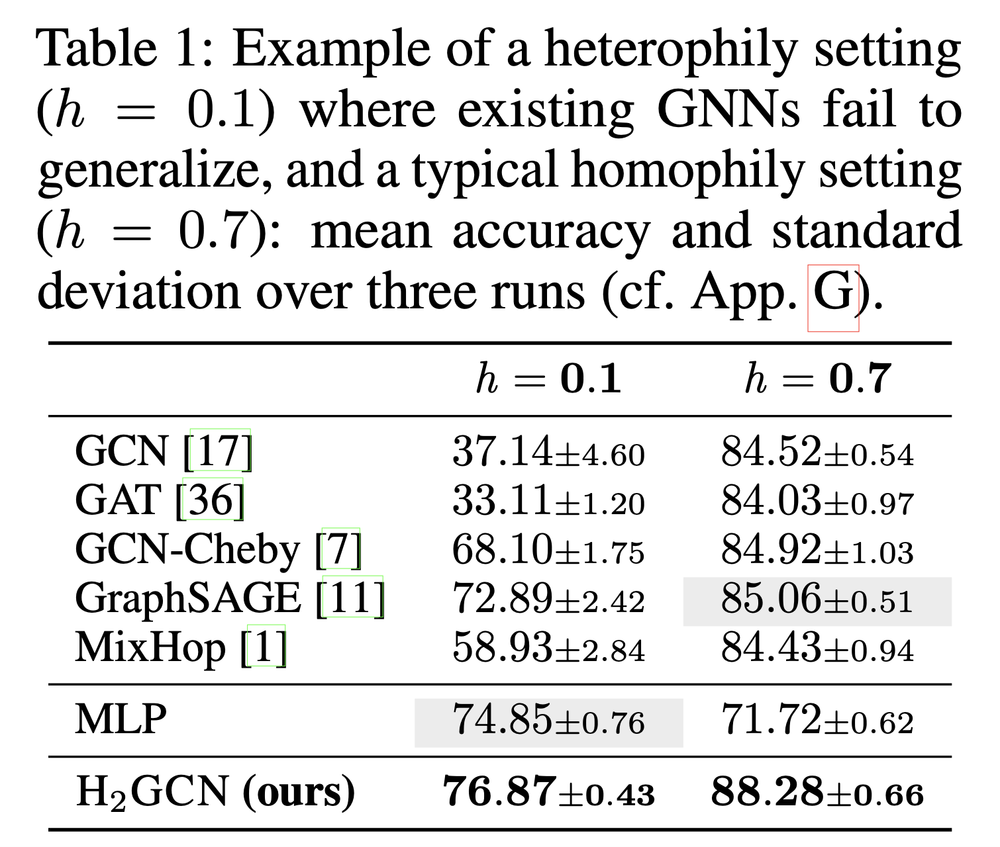 Table 1: Example of a heterophily setting
(h = 0.1) where existing GNNs fail to
generalize, and a typical homophily setting
(h = 0.7): mean accuracy and standard
deviation over three runs (cf. App. G).
h = 0.1 h = 0.7
GCN [17] 37.14±4.60 84.52±0.54
GAT [36] 33.11±1.20 84.03±0.97
GCN-Cheby [7] 68.10±1.75 84.92±1.03
GraphSAGE [11] 72.89±2.42 85.06±0.51
MixHop [1] 58.93±2.84 84.43±0.94
MLP 74.85±0.76 71.72±0.62
H₂GCN (ours) 76.87±0.43 88.28±0.66